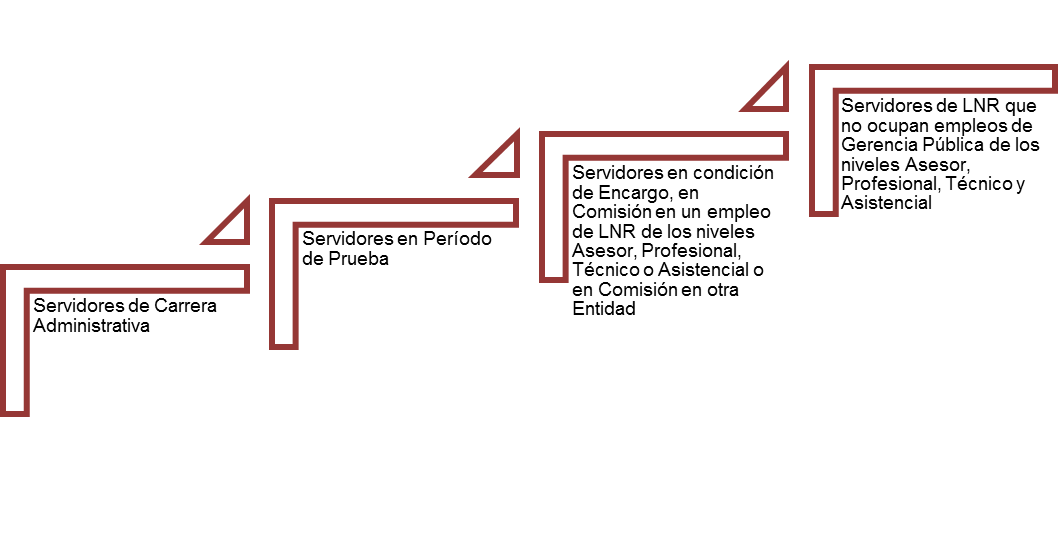 Servidores de Carrera
Administrativa
Servidores en Período
de Prueba
Servidores en condición
de Encargo, en
Comisión en un empleo
de LNR de los niveles
Asesor, Profesional,
Técnico o Asistencial o
en Comisión en otra
Entidad
Servidores de LNR que
no ocupan empleos de
Gerencia Pública de los
niveles Asesor,
Profesional, Técnico y
Asistencial